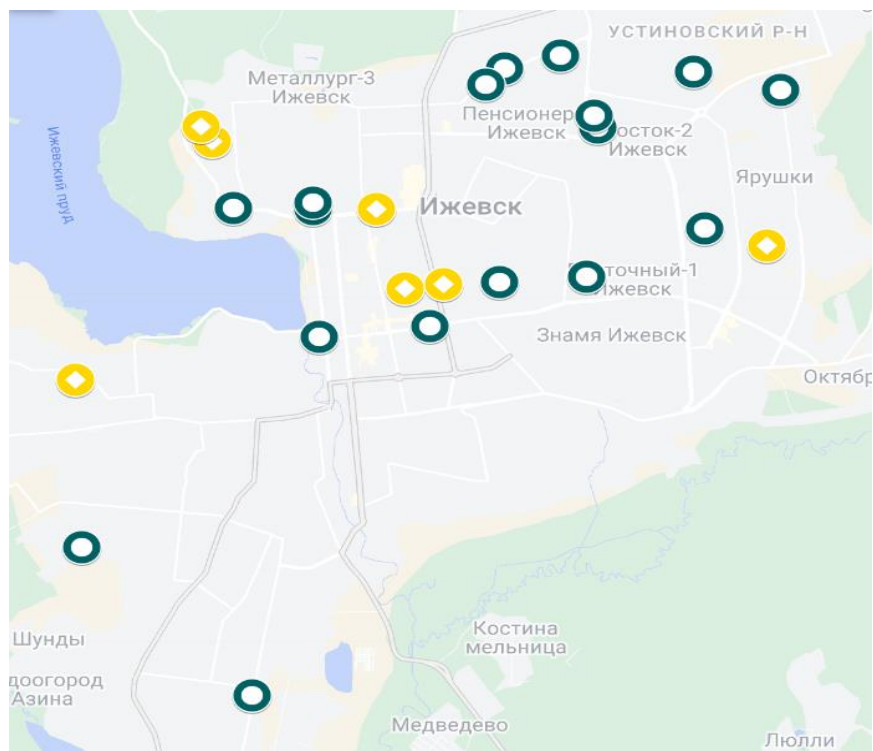 УСТИНОВСКИЙ Р-Н
Металлург-3
Ижевск
Пенсионер
Ижевск
Восток-2
Ижевск
Ижевский пруд
Ярушки
Ижевск
Восточный-1
Ижевск
Знамя Ижевск
Октябр
Шунды
доогород
Азина
Костина
мельница
Медведево
Люлли